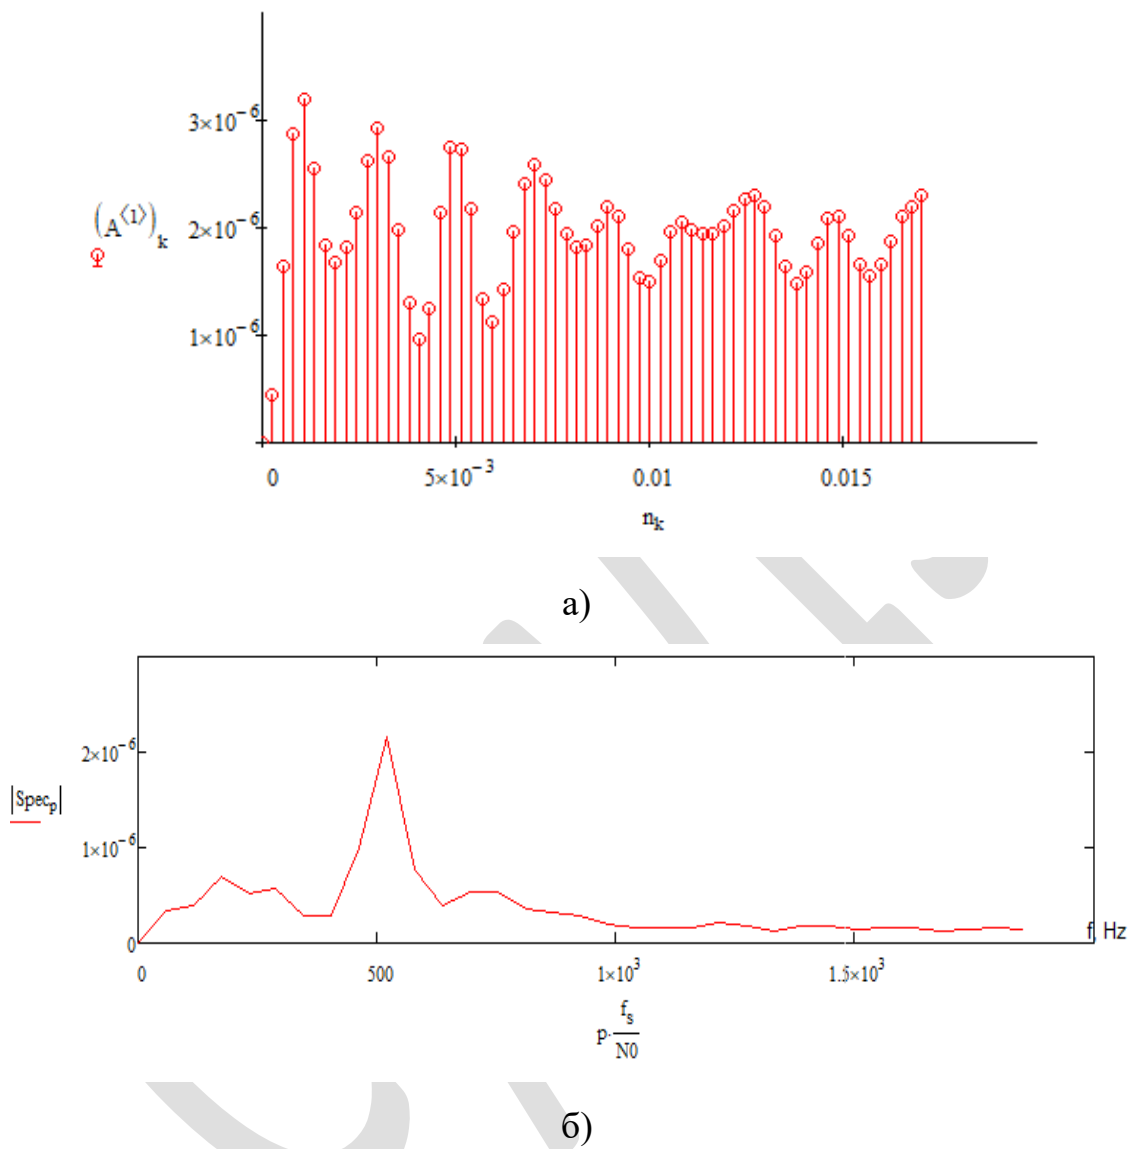 3×10⁻⁶
(A⟨1⟩)ₖ
2×10⁻⁶
1×10⁻⁶
0 5×10⁻³ 0.01 0.015
nₖ
а)
2×10⁻⁶
|Specₚ|
1×10⁻⁶
0
f, Hz
0 500 1×10³ 1.5×10³
p·fₛ/N0
б)